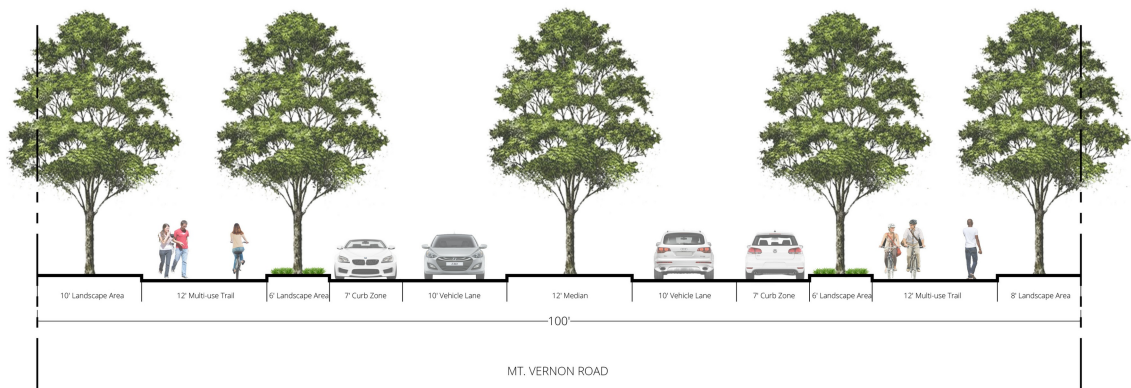 10' Landscape Area
12' Multi-use Trail
6' Landscape Area
7' Curb Zone
10' Vehicle Lane
12' Median
10' Vehicle Lane
7' Curb Zone
6' Landscape Area
12' Multi-use Trail
8' Landscape Area
100'
MT. VERNON ROAD